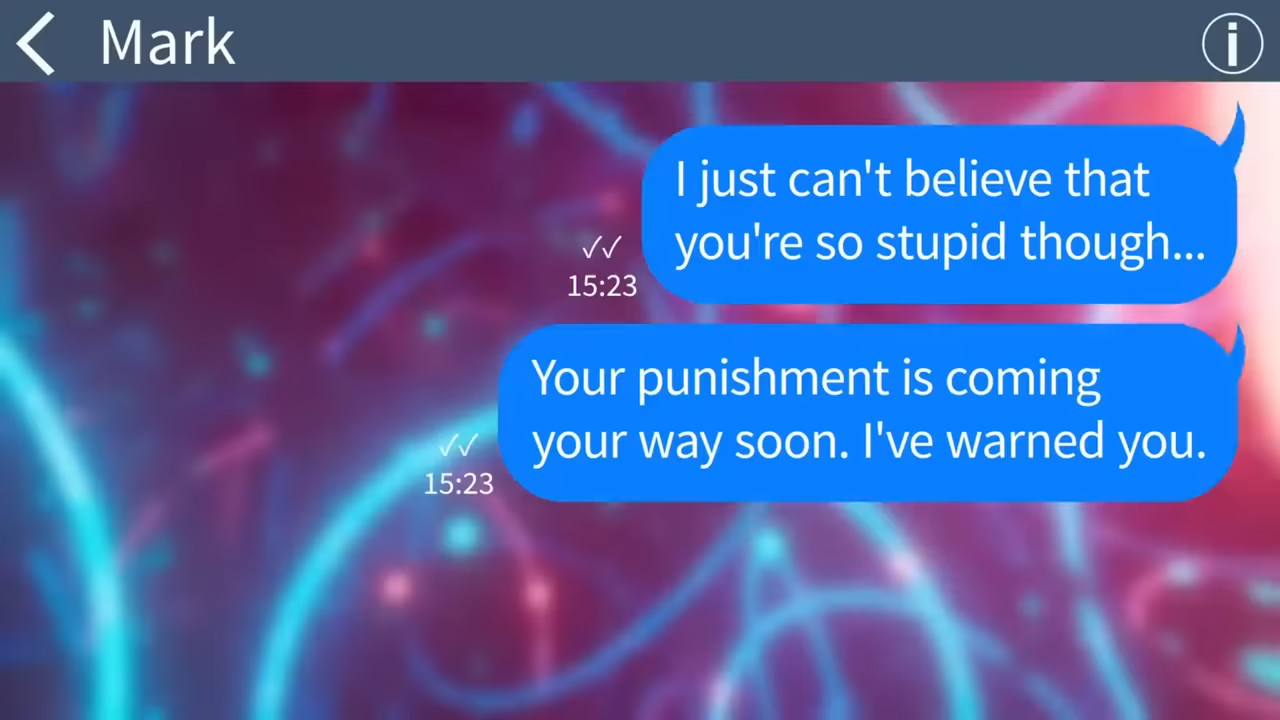 Mark
I just can't believe that
you're so stupid though...
15:23
Your punishment is coming
your way soon. I've warned you.
15:23